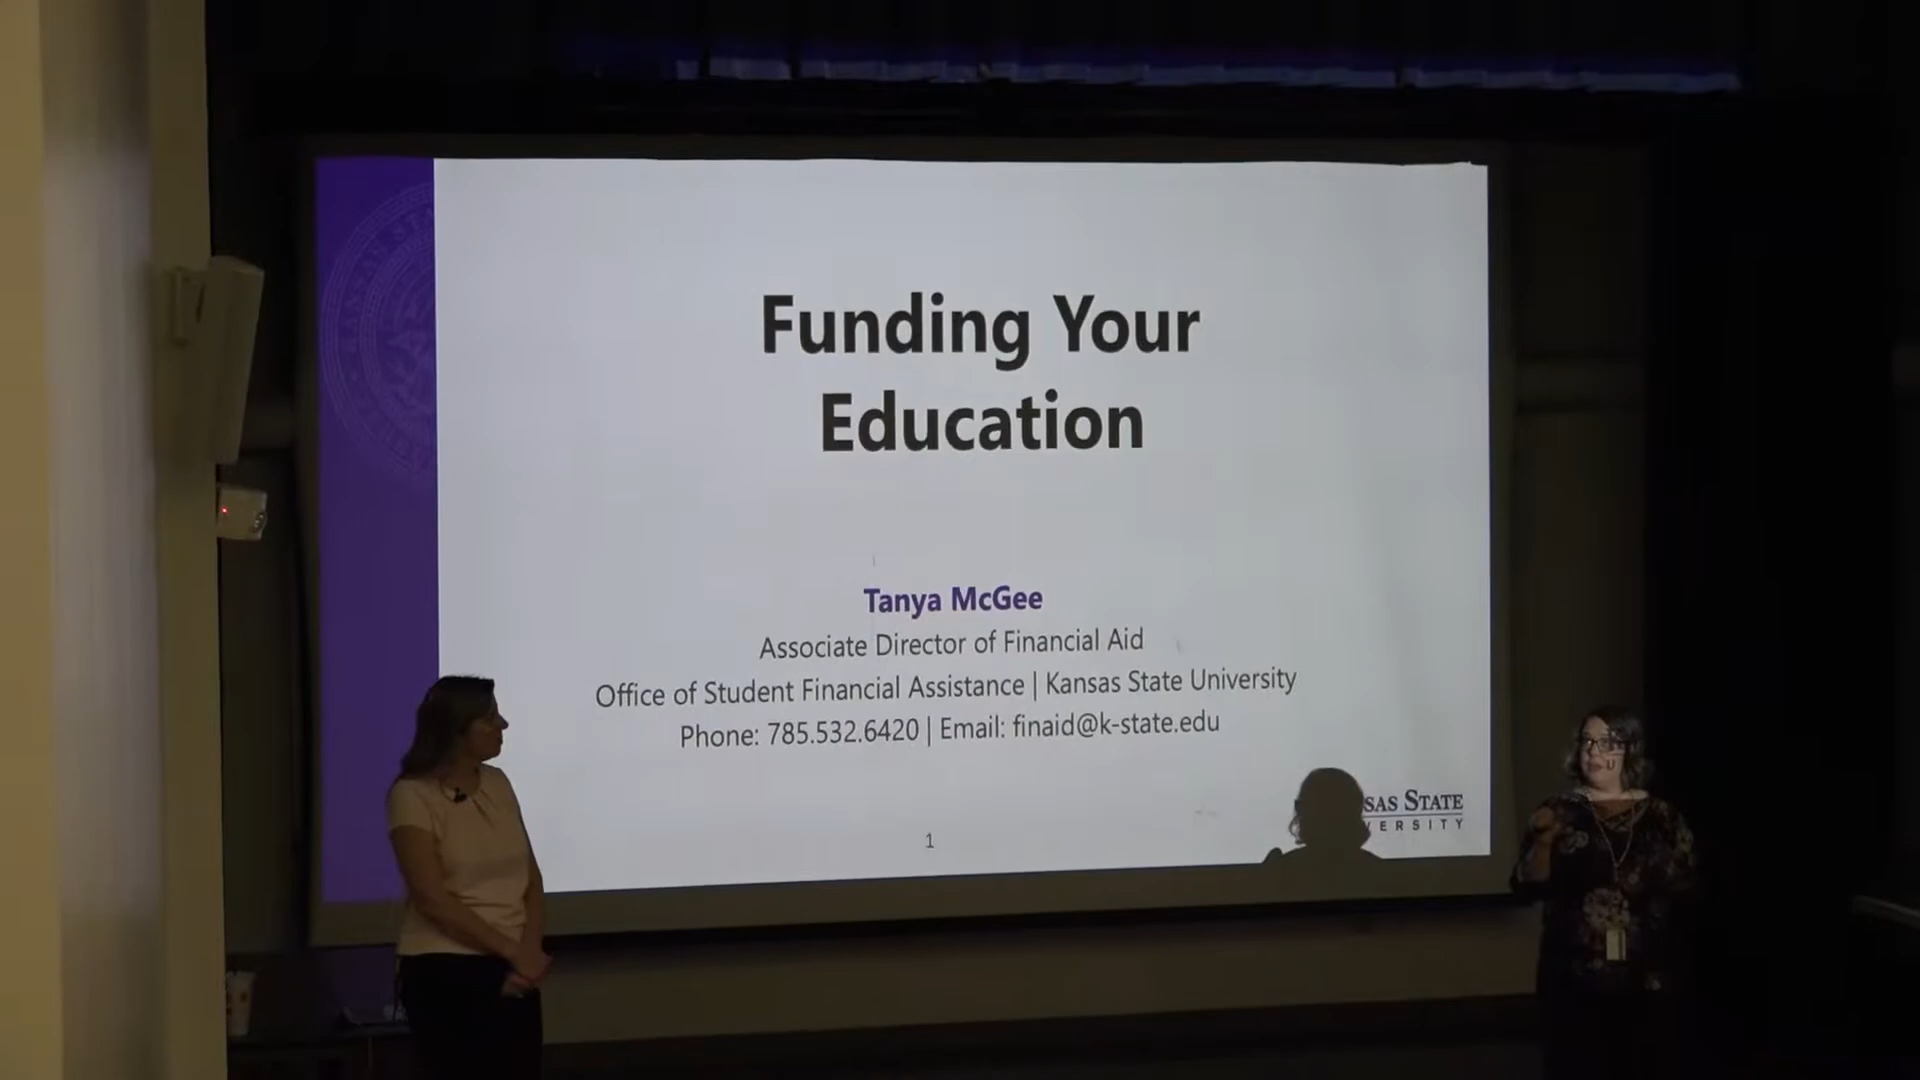 Funding Your
Education
Tanya McGee
Associate Director of Financial Aid
Office of Student Financial Assistance | Kansas State University
Phone: 785.532.6420 | Email: finaid@k-state.edu
SAS STATE
ERSITY
1